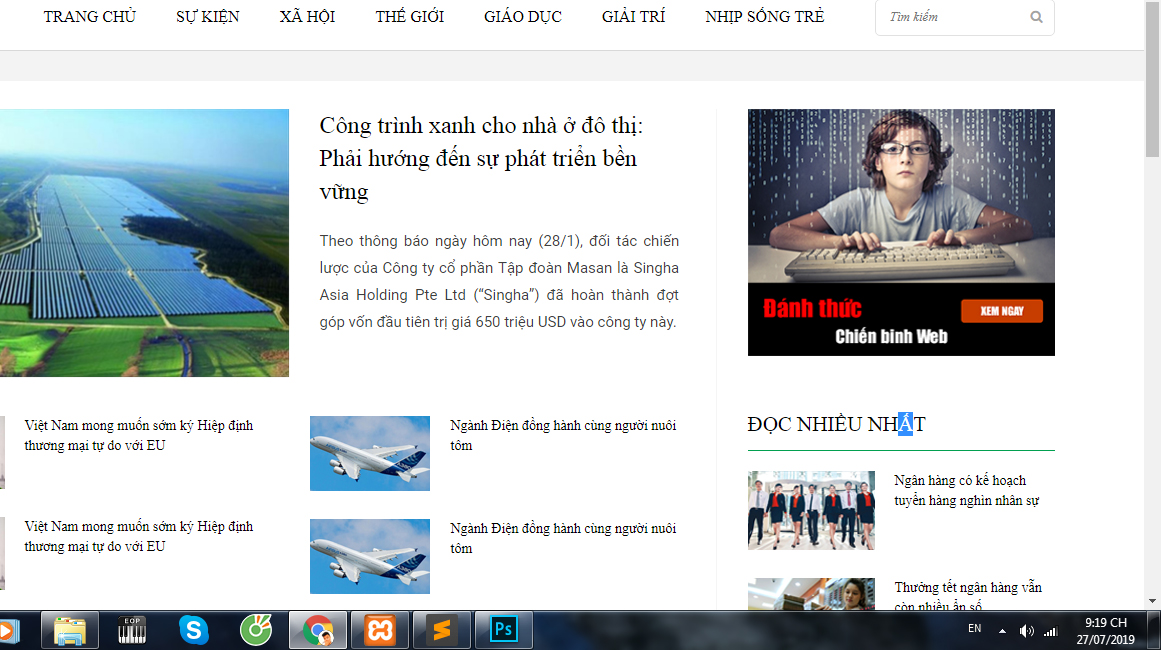 TRANG CHỦ SỰ KIỆN XÃ HỘI THẾ GIỚI GIÁO DỤC GIẢI TRÍ NHỊP SỐNG TRẺ Tìm kiếm
Công trình xanh cho nhà ở đô thị:
Phải hướng đến sự phát triển bền
vững
Theo thông báo ngày hôm nay (28/1), đối tác chiến
lược của Công ty cổ phần Tập đoàn Masan là Singha
Asia Holding Pte Ltd (“Singha”) đã hoàn thành đợt
góp vốn đầu tiên trị giá 650 triệu USD vào công ty này.
Đánh thức
XEM NGAY
Chiến binh Web
Việt Nam mong muốn sớm ký Hiệp định
thương mại tự do với EU
Ngành Điện đồng hành cùng người nuôi
tôm
Việt Nam mong muốn sớm ký Hiệp định
thương mại tự do với EU
Ngành Điện đồng hành cùng người nuôi
tôm
ĐỌC NHIỀU NHẤT
Ngân hàng có kế hoạch
tuyển hàng nghìn nhân sự
Thưởng tết ngân hàng vẫn
còn nhiều ẩn số
EOP
Ps
EN
9:19 CH
27/07/2019